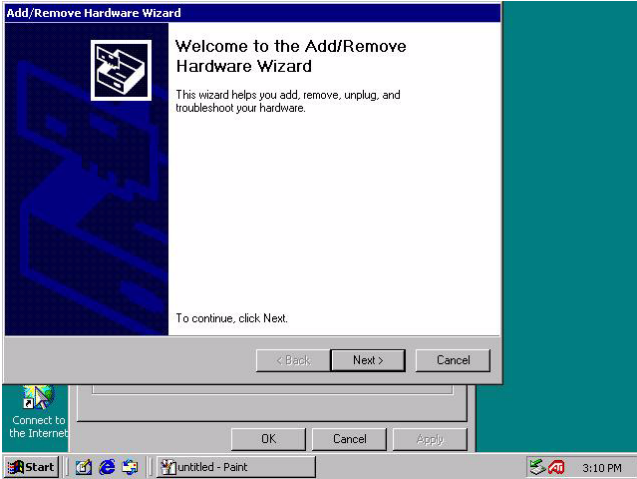 Add/Remove Hardware Wizard
Welcome to the Add/Remove
Hardware Wizard
This wizard helps you add, remove, unplug, and
troubleshoot your hardware.
To continue, click Next.
< Back
Next >
Cancel
Connect to
the Internet
OK
Cancel
Apply
Start
untitled - Paint
3:10 PM